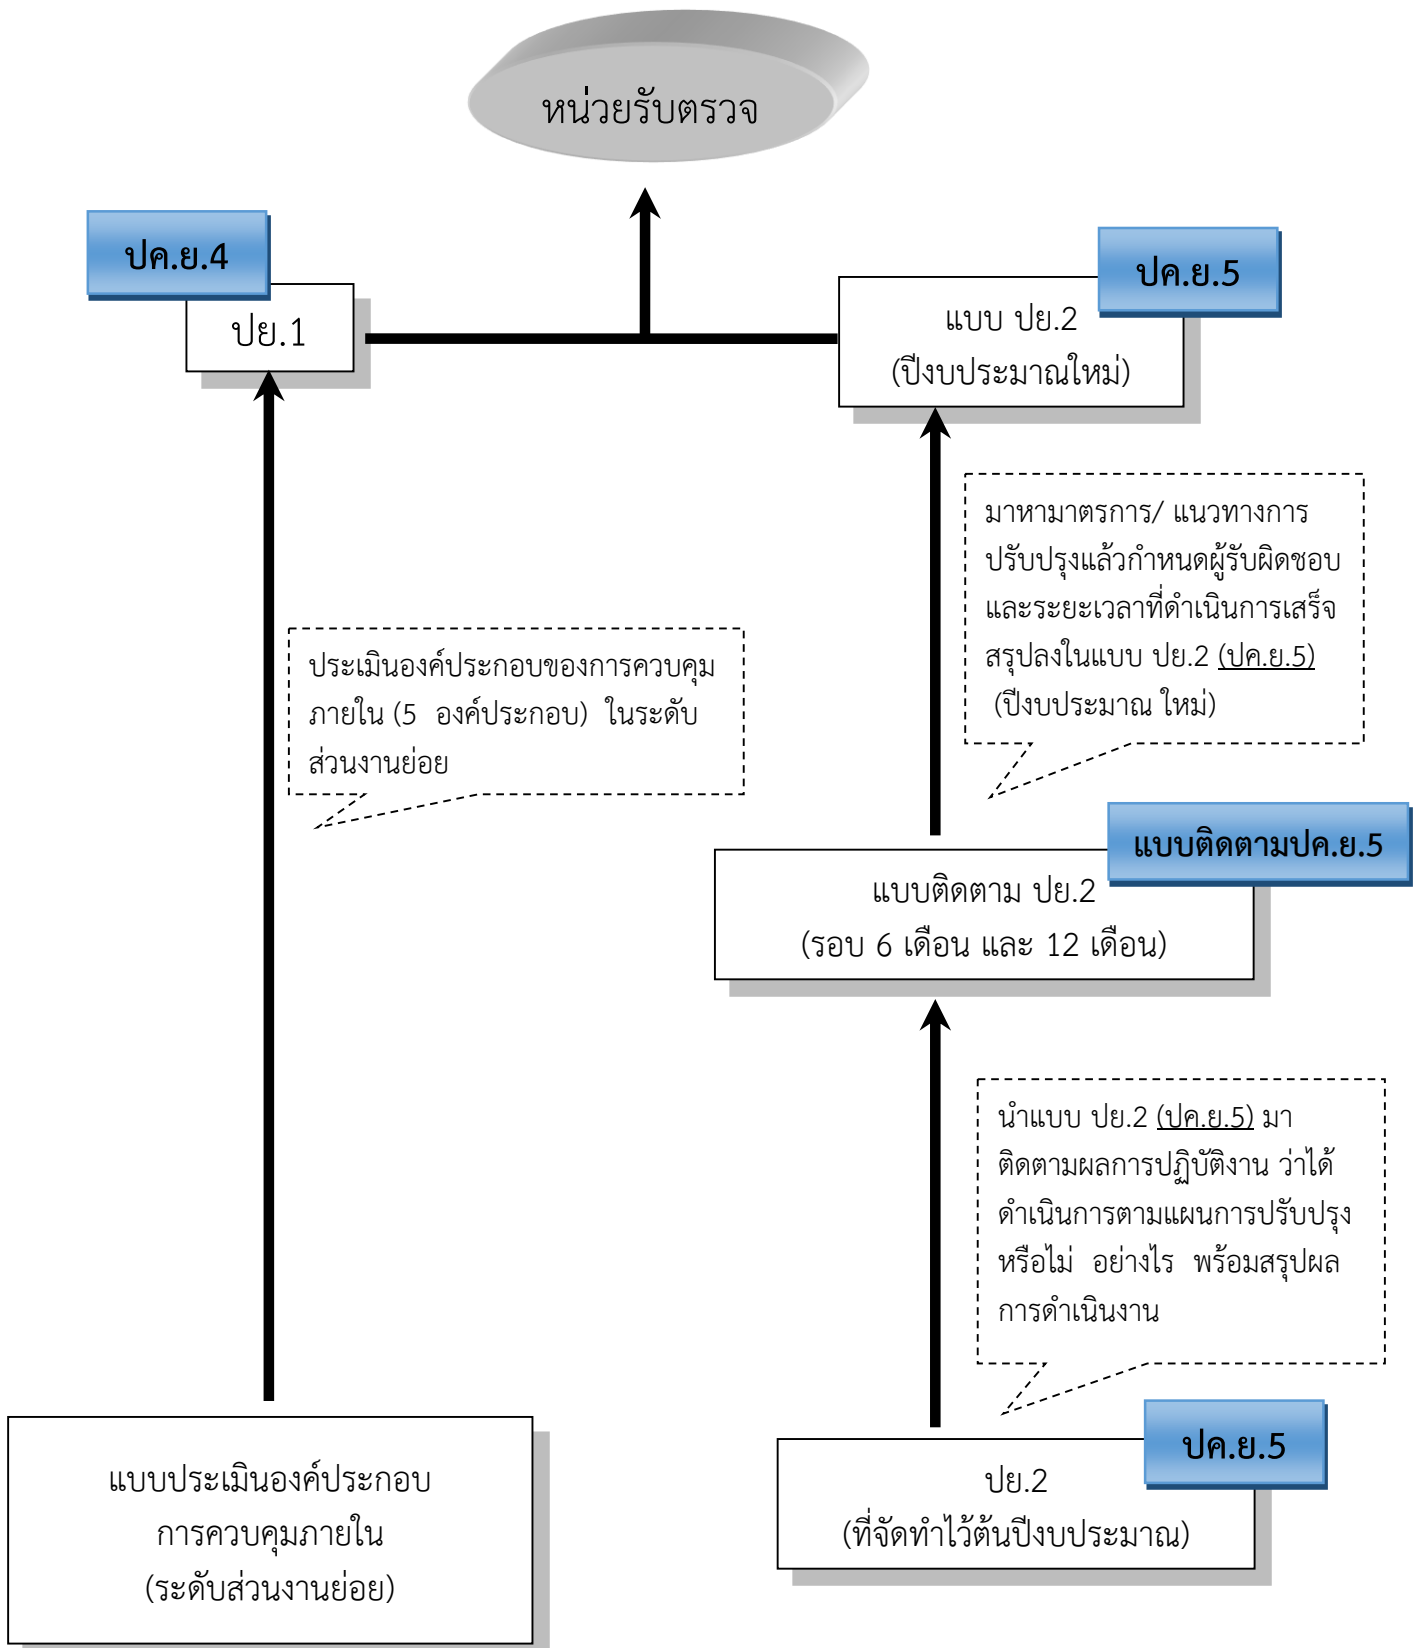 หน่วยรับตรวจ
ปค.ย.4
ปย.1
ปค.ย.5
แบบ ปย.2
(ปีงบประมาณใหม่)
มาหามาตรการ/ แนวทางการ
ปรับปรุงแล้วกำหนดผู้รับผิดชอบ
และระยะเวลาที่ดำเนินการเสร็จ
สรุปลงในแบบ ปย.2 (ปค.ย.5)
(ปีงบประมาณ ใหม่)
ประเมินองค์ประกอบของการควบคุม
ภายใน (5 องค์ประกอบ) ในระดับ
ส่วนงานย่อย
แบบติดตามปค.ย.5
แบบติดตาม ปย.2
(รอบ 6 เดือน และ 12 เดือน)
นำแบบ ปย.2 (ปค.ย.5) มา
ติดตามผลการปฏิบัติงาน ว่าได้
ดำเนินการตามแผนการปรับปรุง
หรือไม่ อย่างไร พร้อมสรุปผล
การดำเนินงาน
ปค.ย.5
ปย.2
(ที่จัดทำไว้ต้นปีงบประมาณ)
แบบประเมินองค์ประกอบ
การควบคุมภายใน
(ระดับส่วนงานย่อย)